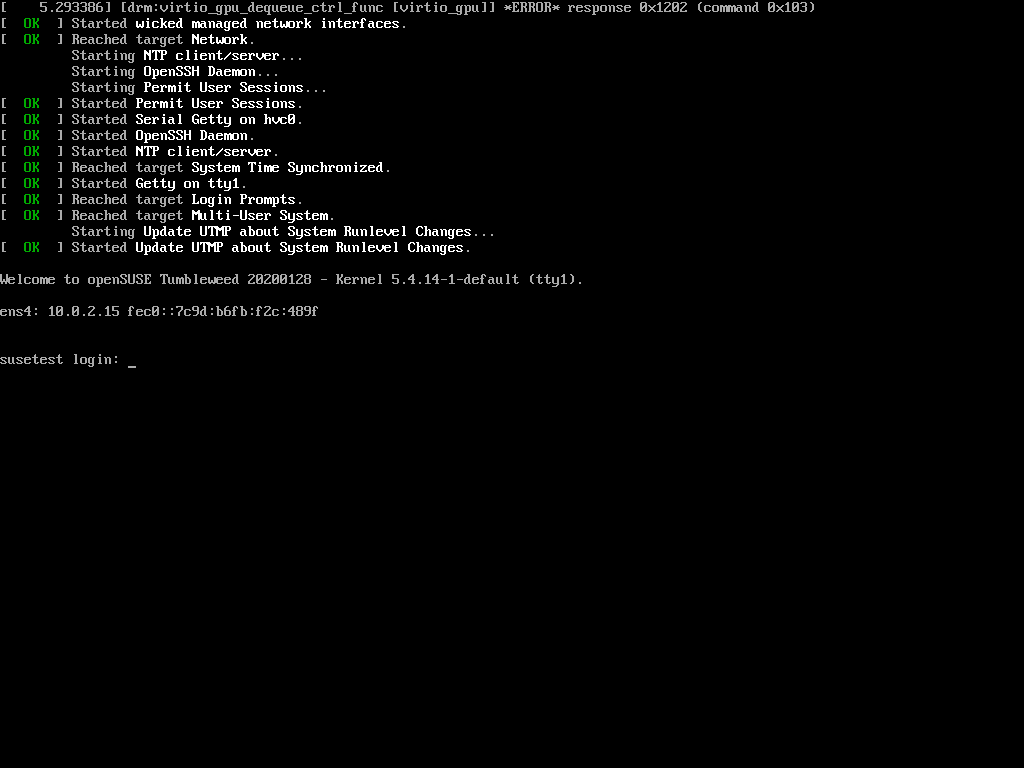 [    5.293386] [drm:virtio_gpu_dequeue_ctrl_func [virtio_gpu]] *ERROR* response 0x1202 (command 0x103)
[  OK  ] Started wicked managed network interfaces.
[  OK  ] Reached target Network.
         Starting NTP client/server...
         Starting OpenSSH Daemon...
         Starting Permit User Sessions...
[  OK  ] Started Permit User Sessions.
[  OK  ] Started Serial Getty on hvc0.
[  OK  ] Started OpenSSH Daemon.
[  OK  ] Started NTP client/server.
[  OK  ] Reached target System Time Synchronized.
[  OK  ] Started Getty on tty1.
[  OK  ] Reached target Login Prompts.
[  OK  ] Reached target Multi-User System.
         Starting Update UTMP about System Runlevel Changes...
[  OK  ] Started Update UTMP about System Runlevel Changes.
Welcome to openSUSE Tumbleweed 20200128 - Kernel 5.4.14-1-default (tty1).
ens4: 10.0.2.15 fec0::7c9d:b6fb:f2c:489f
susetest login: _